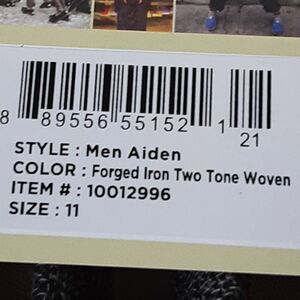 8 89556 55152 1
21
STYLE : Men Aiden
COLOR : Forged Iron Two Tone Woven
ITEM # : 10012996
SIZE : 11